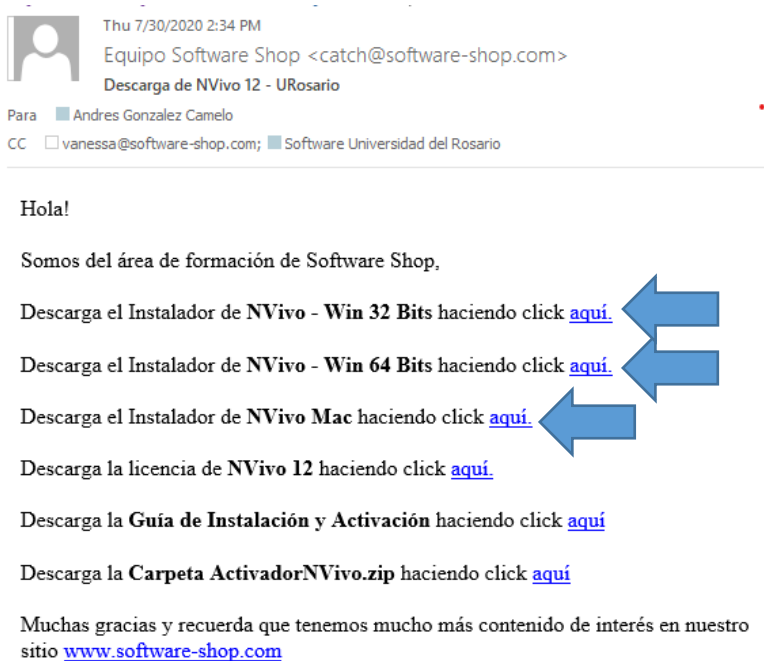 Thu 7/30/2020 2:34 PM
Equipo Software Shop <catch@software-shop.com>
Descarga de NVivo 12 - URosario
Para Andres Gonzalez Camelo
CC vanessa@software-shop.com; Software Universidad del Rosario
Hola!
Somos del área de formación de Software Shop,
Descarga el Instalador de NVivo - Win 32 Bits haciendo click aquí.
Descarga el Instalador de NVivo - Win 64 Bits haciendo click aquí.
Descarga el Instalador de NVivo Mac haciendo click aquí.
Descarga la licencia de NVivo 12 haciendo click aquí.
Descarga la Guía de Instalación y Activación haciendo click aquí
Descarga la Carpeta ActivadorNVivo.zip haciendo click aquí
Muchas gracias y recuerda que tenemos mucho más contenido de interés en nuestro
sitio www.software-shop.com